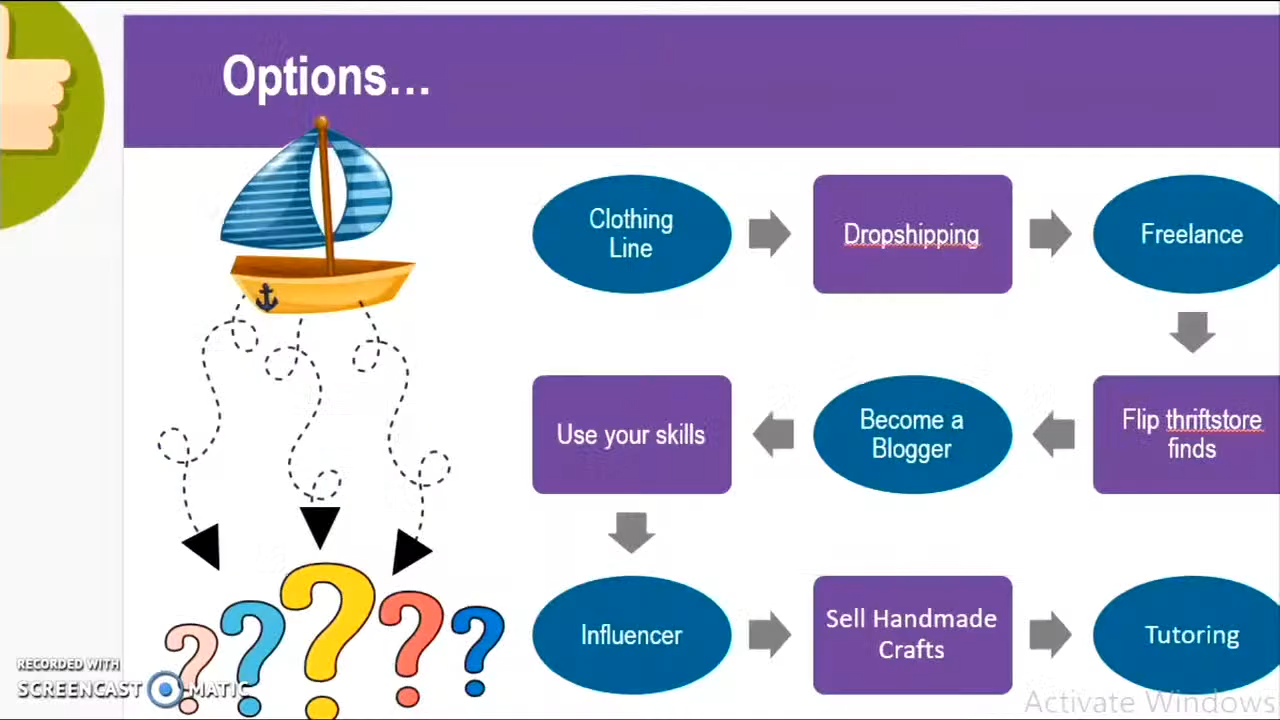 Options...
Clothing
Line
Dropshipping
Freelance
Flip thriftstore
finds
Become a
Blogger
Use your skills
Influencer
Sell Handmade
Crafts
Tutoring
RECORDED WITH
SCREENCAST-O-MATIC
Activate Windows